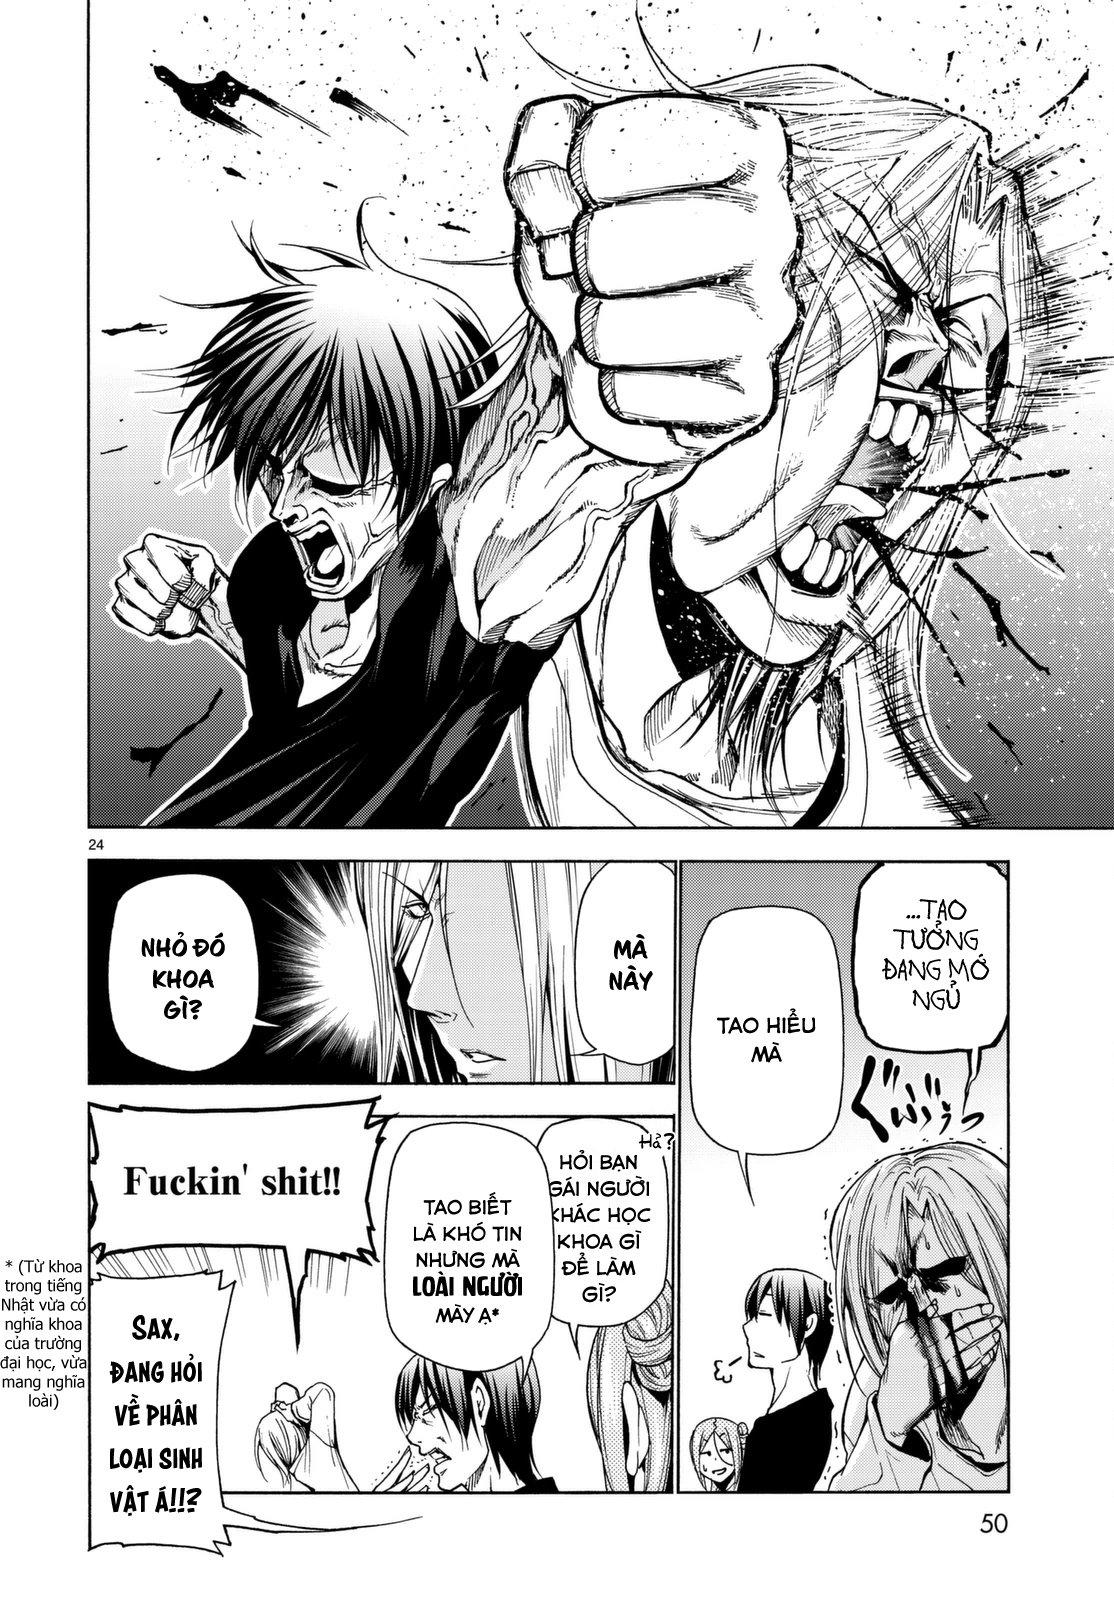 24
...TẠO
TƯỞNG
ĐANG MỚ
NGỦ
TAO HIỂU
MÀ
MÀ
NÀY
NHỎ ĐÓ
KHOA
GÌ?
Hả?
HỎI BẠN
GÁI NGƯỜI
KHÁC HỌC
KHOA GÌ
ĐỂ LÀM
GÌ?
TAO BIẾT
LÀ KHÓ TIN
NHƯNG MÀ
LOÀI NGƯỜI
MÀY Ạ*
Fuckin' shit!!
SAX,
ĐANG HỎI
VỀ PHÂN
LOẠI SINH
VẬT Á!!?
* (Từ khoa
trong tiếng
Nhật vừa có
nghĩa khoa
của trường
đại học, vừa
mang nghĩa
loài)
50